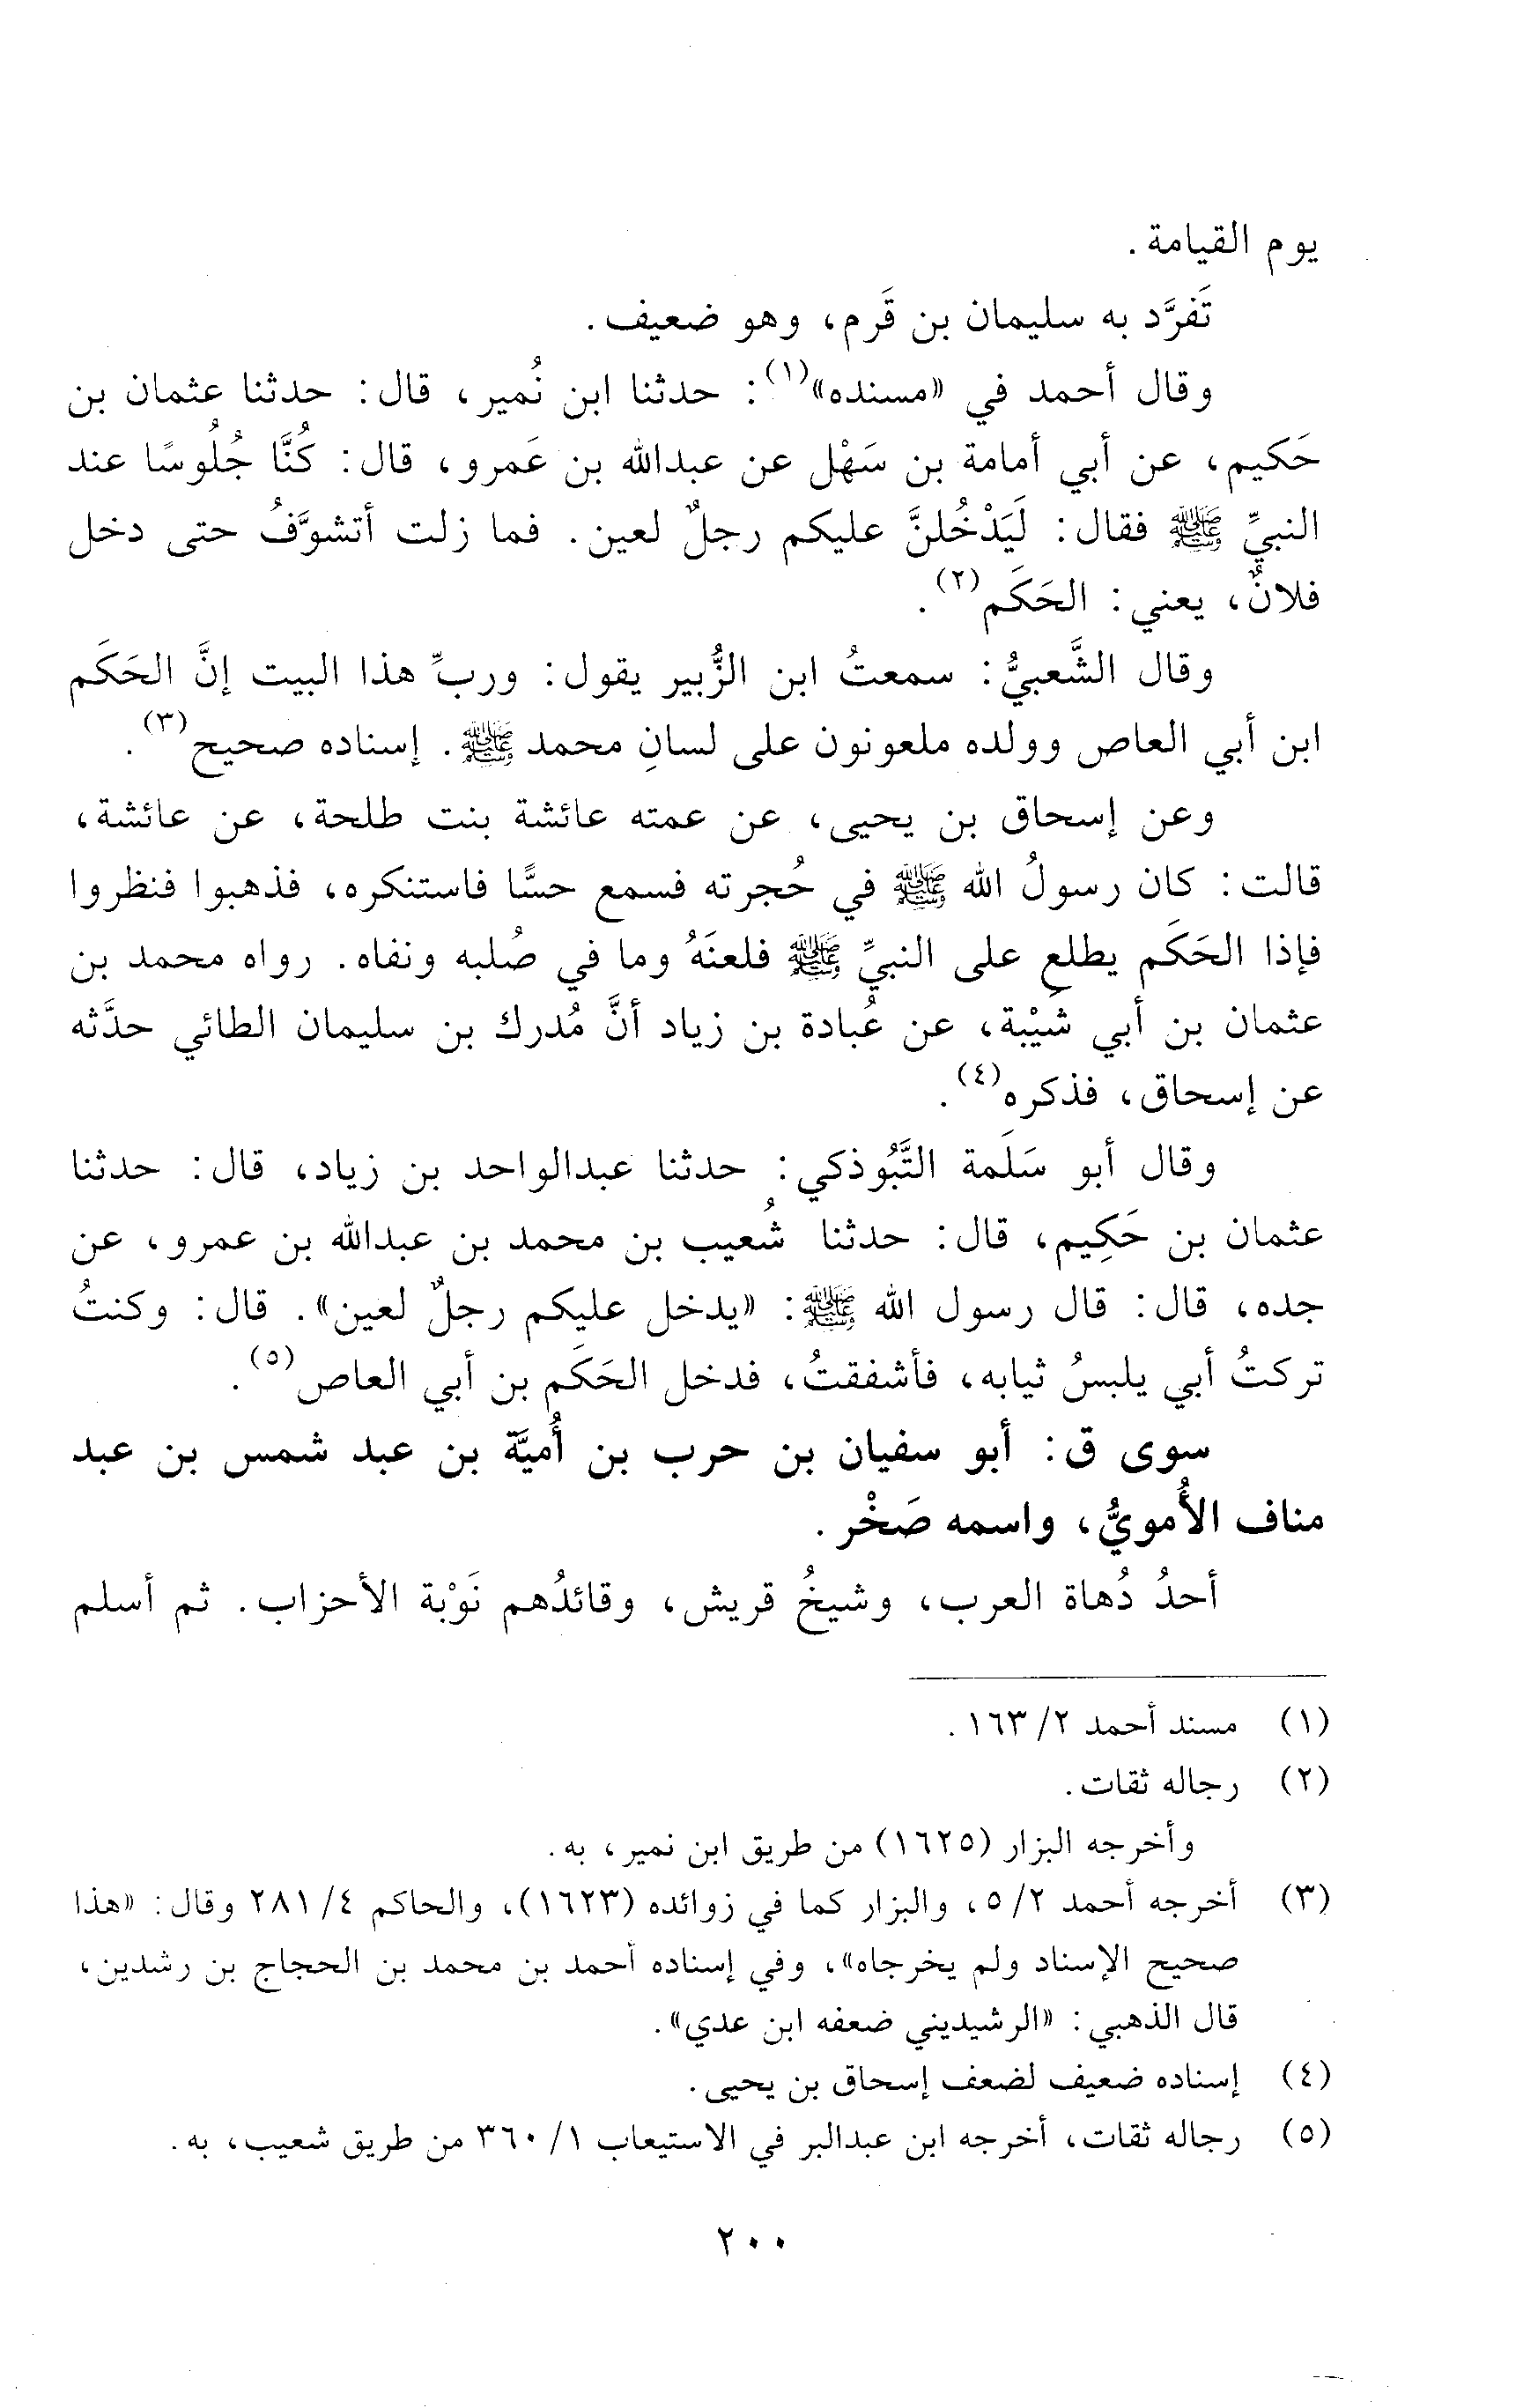 يوم القيامة .
تَفرَّد به سليمان بن قَرم، وهو ضعيف.
وقال أحمد في «مسنده»(١): حدثنا ابن نُمير، قال: حدثنا عثمان بن
حَكيم، عن أبي أمامة بن سَهْل عن عبدالله بن عَمرو، قال: كُنَّا جُلُوسًا عند
النبيِّ ﷺ فقال: لَيَدْخُلنَّ عليكم رجلٌ لعين. فما زلت أتشوَّفُ حتى دخل
فلانٌ، يعني: الحَكَم(٢).
وقال الشَّعبيُّ: سمعتُ ابن الزُّبير يقول: وربِّ هذا البيت إنَّ الحَكَم
ابن أبي العاص وولده ملعونون على لسانِ محمد ﷺ. إسناده صحيح(٣).
وعن إسحاق بن يحيى، عن عمته عائشة بنت طلحة، عن عائشة،
قالت: كان رسولُ الله ﷺ في حُجرته فسمع حسًّا فاستنكره، فذهبوا فنظروا
فإذا الحَكَم يطلع على النبيِّ ﷺ فلعنَهُ وما في صُلبه ونفاه. رواه محمد بن
عثمان بن أبي شَيْبة، عن عُبادة بن زياد أنَّ مُدرك بن سليمان الطائي حدَّثه
عن إسحاق، فذكره(٤).
وقال أبو سَلَمة التَّبُوذكي: حدثنا عبدالواحد بن زياد، قال: حدثنا
عثمان بن حَكِيم، قال: حدثنا شُعيب بن محمد بن عبدالله بن عمرو، عن
جده، قال: قال رسول الله ﷺ: «يدخل عليكم رجلٌ لعين». قال: وكنتُ
تركتُ أبي يلبسُ ثيابه، فأشفقتُ، فدخل الحَكَم بن أبي العاص(٥).
سوى ق: أبو سفيان بن حرب بن أُميَّة بن عبد شمس بن عبد
مناف الأُمويُّ، واسمه صَخْر.
أحدُ دُهاة العرب، وشيخُ قريش، وقائدُهم نَوْبة الأحزاب. ثم أسلم
(١) مسند أحمد ٢/ ١٦٣.
(٢) رجاله ثقات.
وأخرجه البزار (١٦٢٥) من طريق ابن نمير، به.
(٣) أخرجه أحمد ٢/ ٥، والبزار كما في زوائده (١٦٢٣)، والحاكم ٤/ ٢٨١ وقال: «هذا
صحيح الإسناد ولم يخرجاه»، وفي إسناده أحمد بن محمد بن الحجاج بن رشدين،
قال الذهبي: «الرشيديني ضعفه ابن عدي».
(٤) إسناده ضعيف لضعف إسحاق بن يحيى.
(٥) رجاله ثقات، أخرجه ابن عبدالبر في الاستيعاب ١/ ٣٦٠ من طريق شعيب، به.
٢٠٠